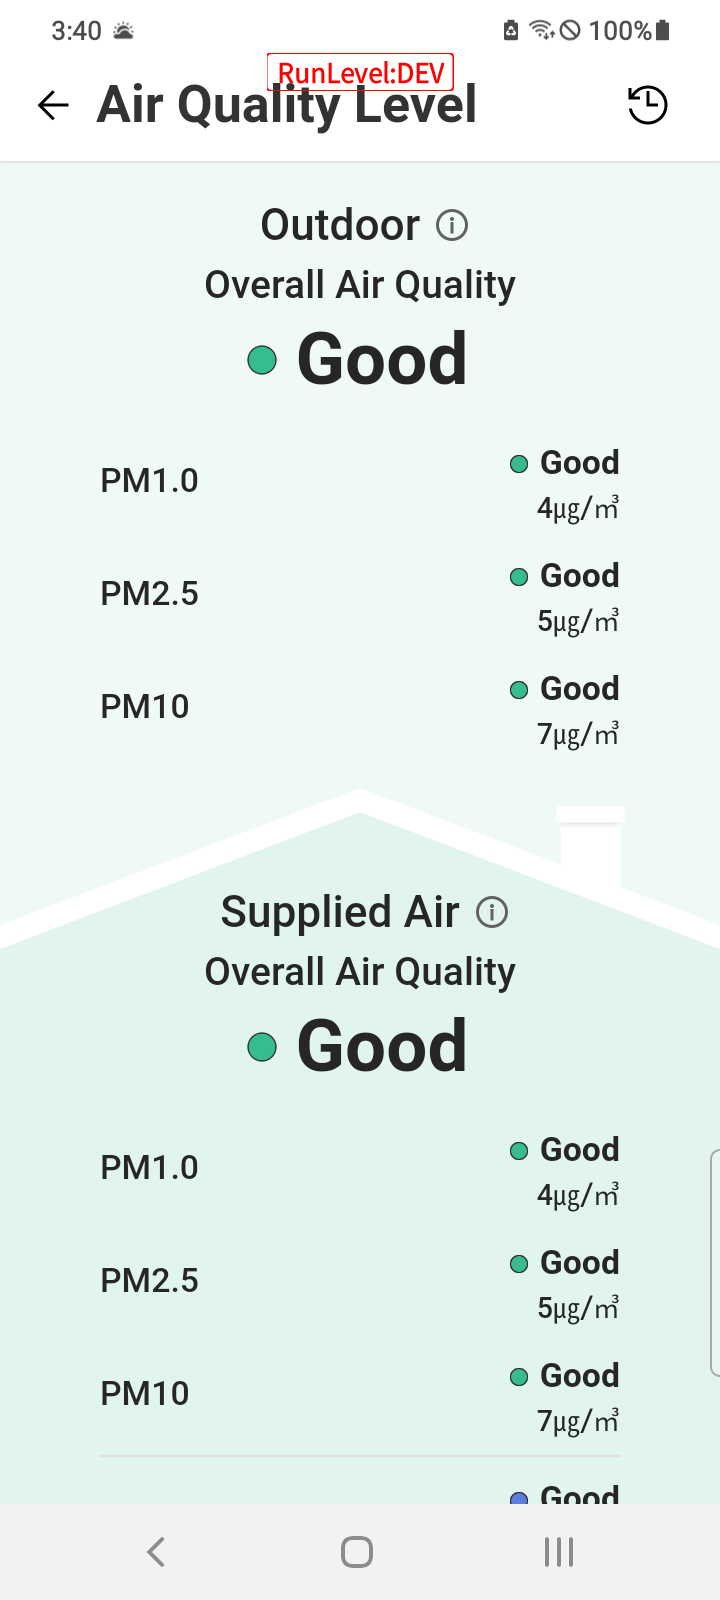 3:40
100%
RunLevel:DEV
Air Quality Level
Outdoor
Overall Air Quality
Good
PM1.0
Good
4㎍/㎥
PM2.5
Good
5㎍/㎥
PM10
Good
7㎍/㎥
Supplied Air
Overall Air Quality
Good
PM1.0
Good
4㎍/㎥
PM2.5
Good
5㎍/㎥
PM10
Good
7㎍/㎥
Good